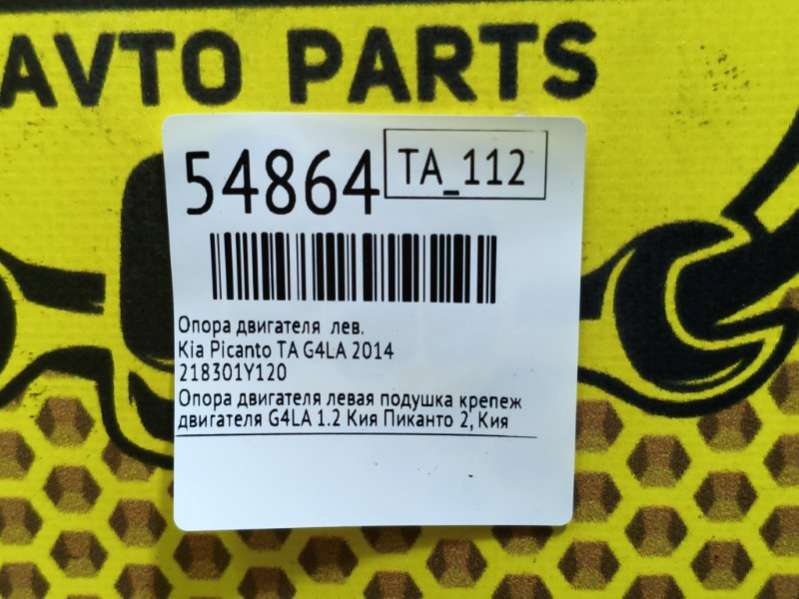 AVTO PARTS
54864
TA_112
Опора двигателя лев.
Kia Picanto TA G4LA 2014
218301Y120
Опора двигателя левая подушка крепеж
двигателя G4LA 1.2 Кия Пиканто 2, Кия